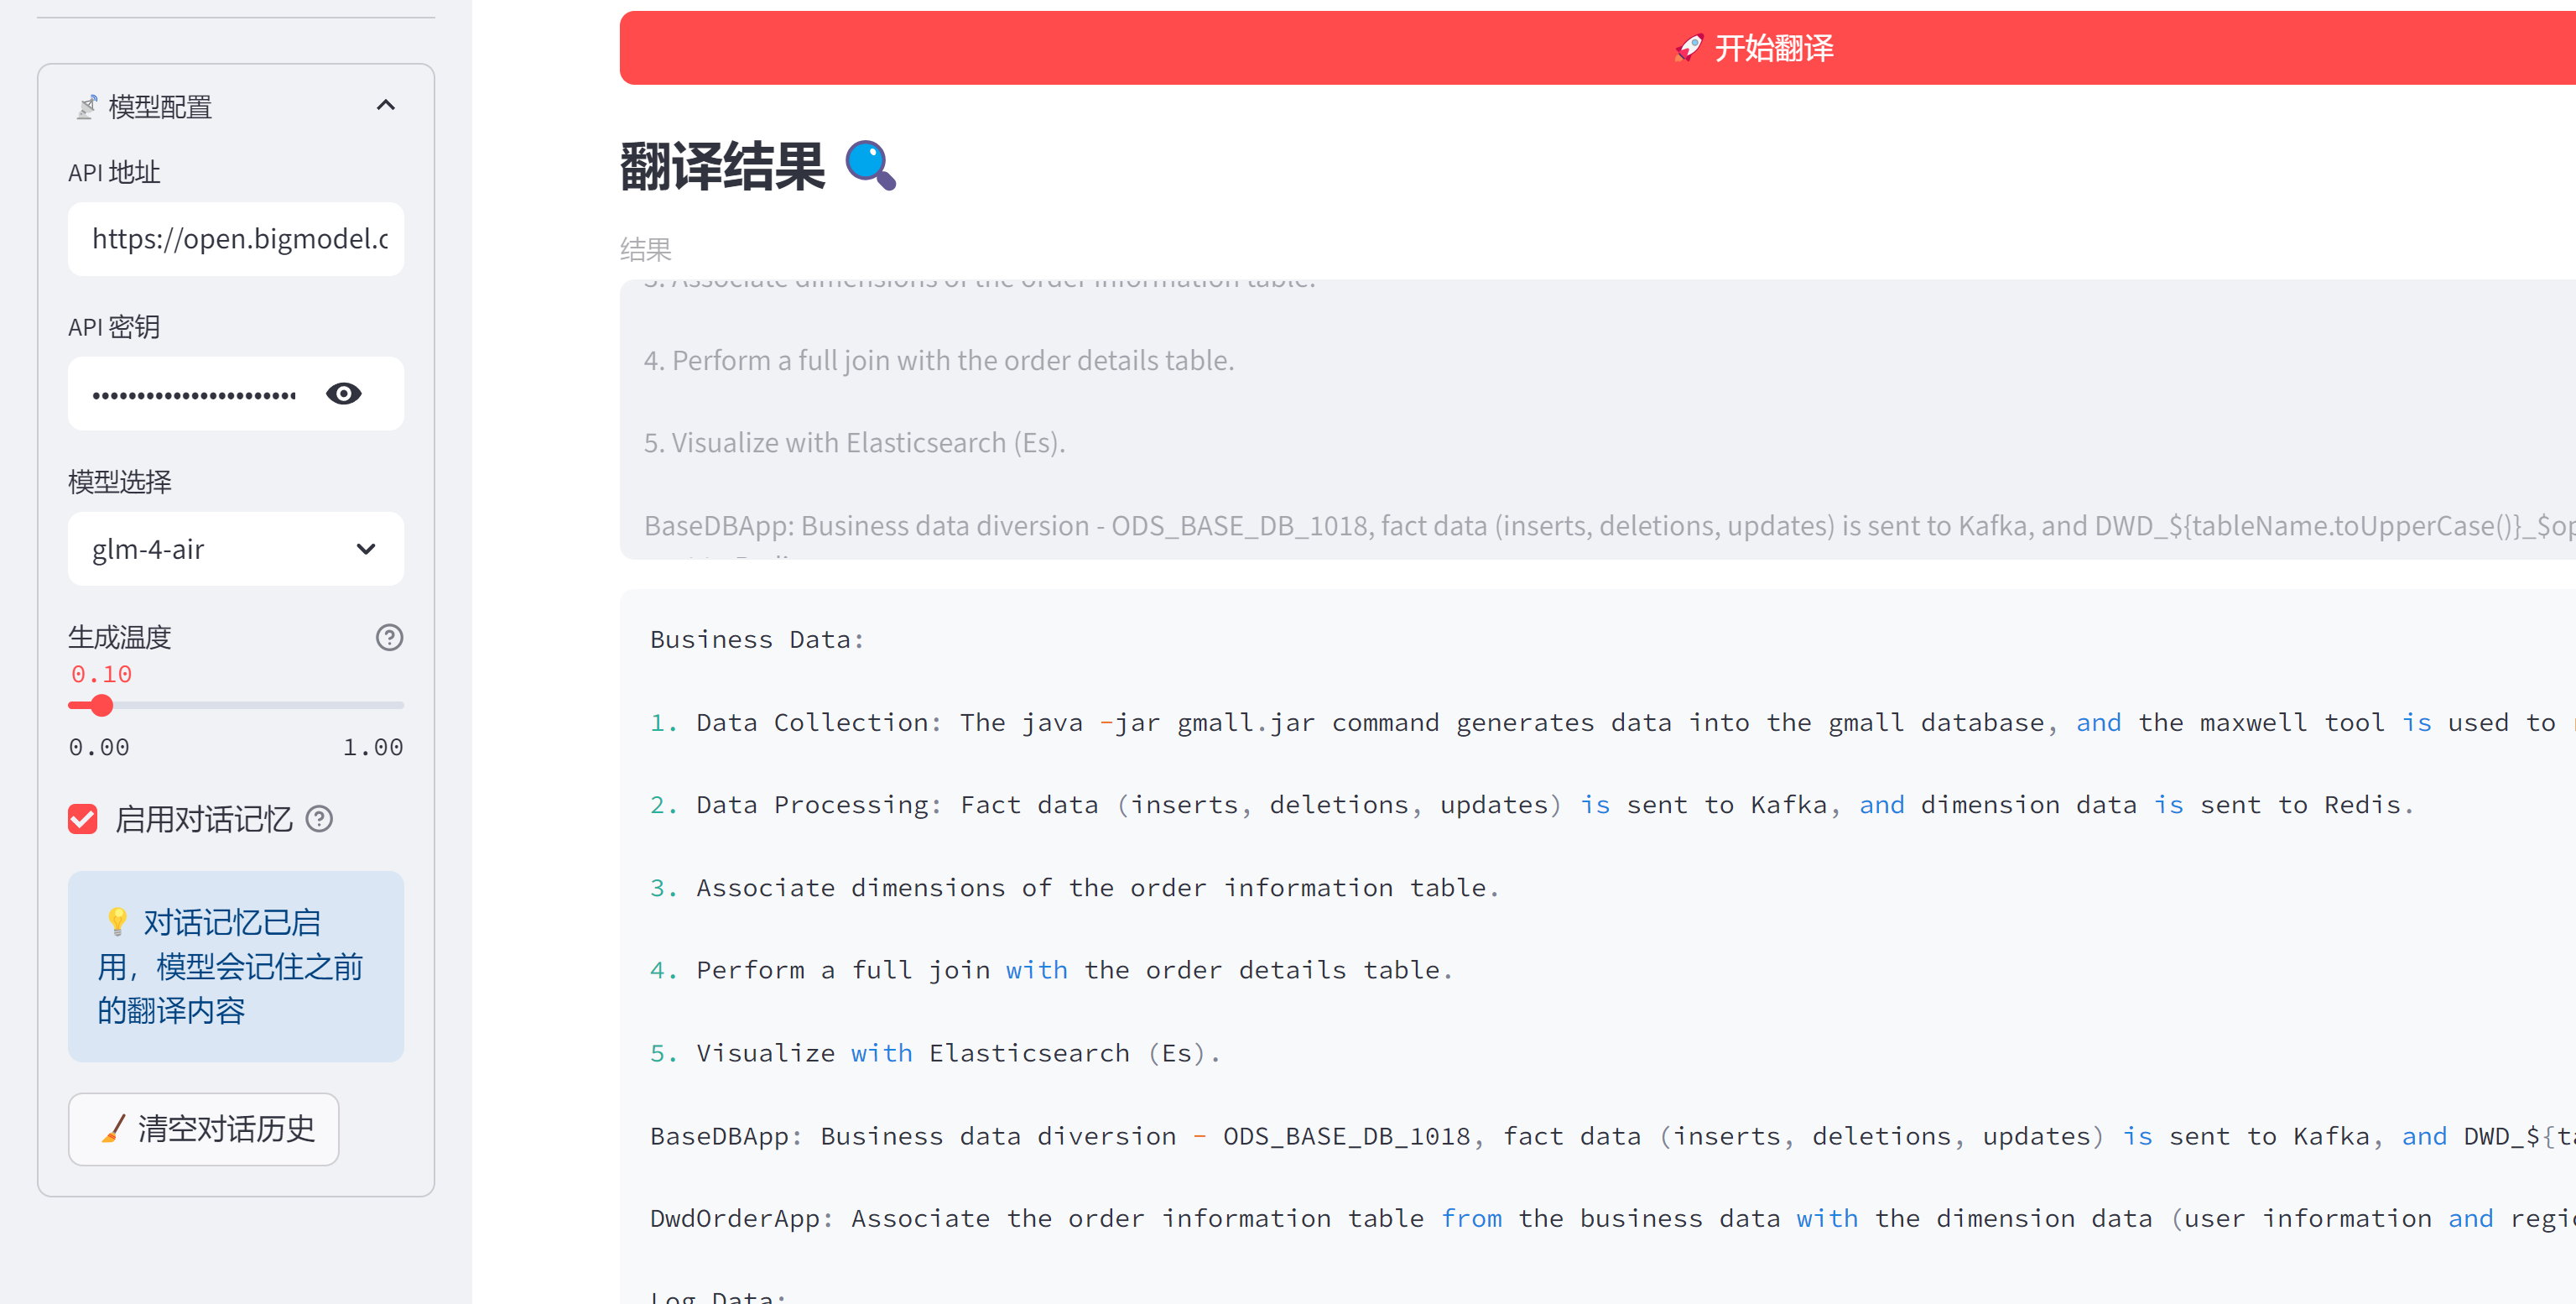 模型配置
API 地址
https://open.bigmodel.c
API 密钥
模型选择
glm-4-air
生成温度
0.10
0.00 1.00
启用对话记忆
对话记忆已启
用，模型会记住之前
的翻译内容
清空对话历史
开始翻译
翻译结果
结果
3. Associate dimensions of the order information table.
4. Perform a full join with the order details table.
5. Visualize with Elasticsearch (Es).
BaseDBApp: Business data diversion - ODS_BASE_DB_1018, fact data (inserts, deletions, updates) is sent to Kafka, and DWD_${tableName.toUpperCase()}_$op
Business Data:
1. Data Collection: The java -jar gmall.jar command generates data into the gmall database, and the maxwell tool is used to
2. Data Processing: Fact data (inserts, deletions, updates) is sent to Kafka, and dimension data is sent to Redis.
3. Associate dimensions of the order information table.
4. Perform a full join with the order details table.
5. Visualize with Elasticsearch (Es).
BaseDBApp: Business data diversion - ODS_BASE_DB_1018, fact data (inserts, deletions, updates) is sent to Kafka, and DWD_${ta
DwdOrderApp: Associate the order information table from the business data with the dimension data (user information and regi
Log Data: